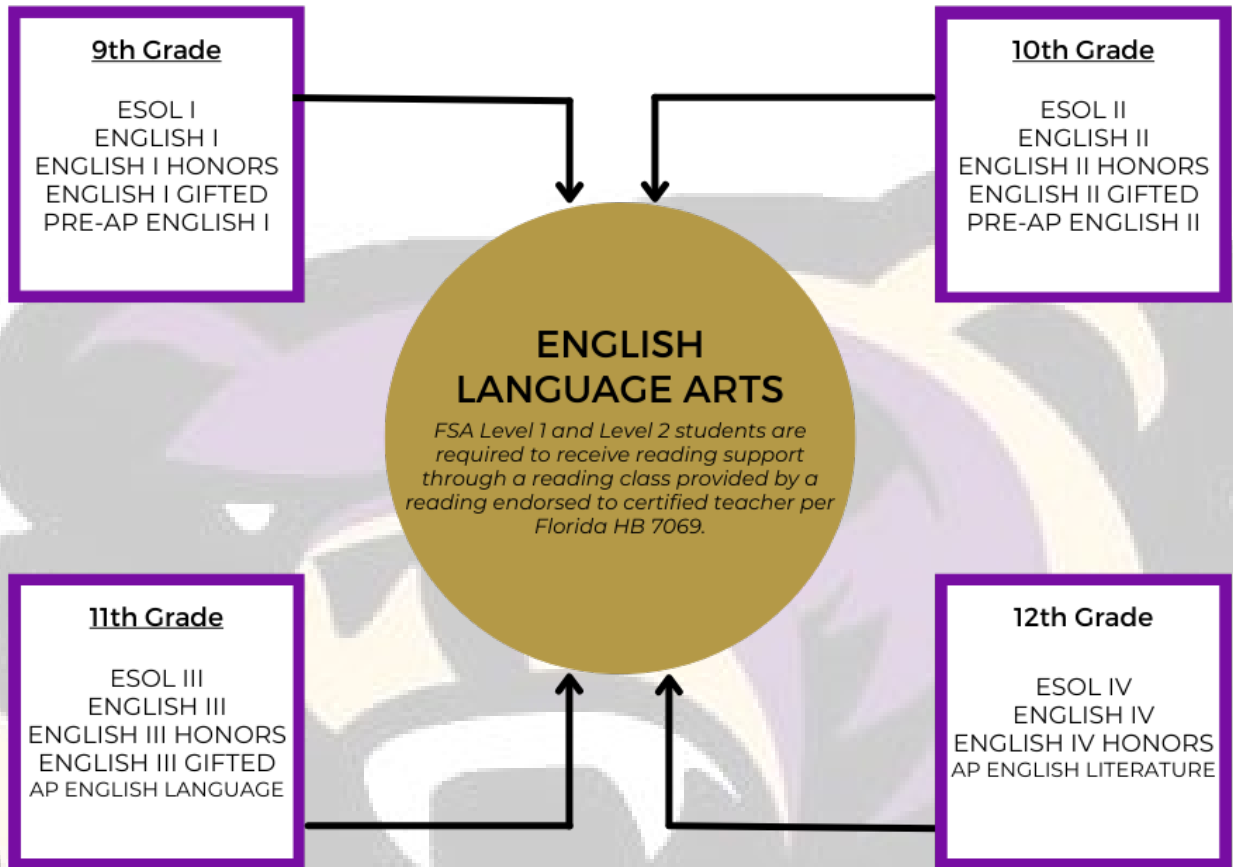 9th Grade
ESOL I
ENGLISH I
ENGLISH I HONORS
ENGLISH I GIFTED
PRE-AP ENGLISH I
10th Grade
ESOL II
ENGLISH II
ENGLISH II HONORS
ENGLISH II GIFTED
PRE-AP ENGLISH II
ENGLISH
LANGUAGE ARTS
FSA Level 1 and Level 2 students are
required to receive reading support
through a reading class provided by a
reading endorsed to certified teacher per
Florida HB 7069.
11th Grade
ESOL III
ENGLISH III
ENGLISH III HONORS
ENGLISH III GIFTED
AP ENGLISH LANGUAGE
12th Grade
ESOL IV
ENGLISH IV
ENGLISH IV HONORS
AP ENGLISH LITERATURE